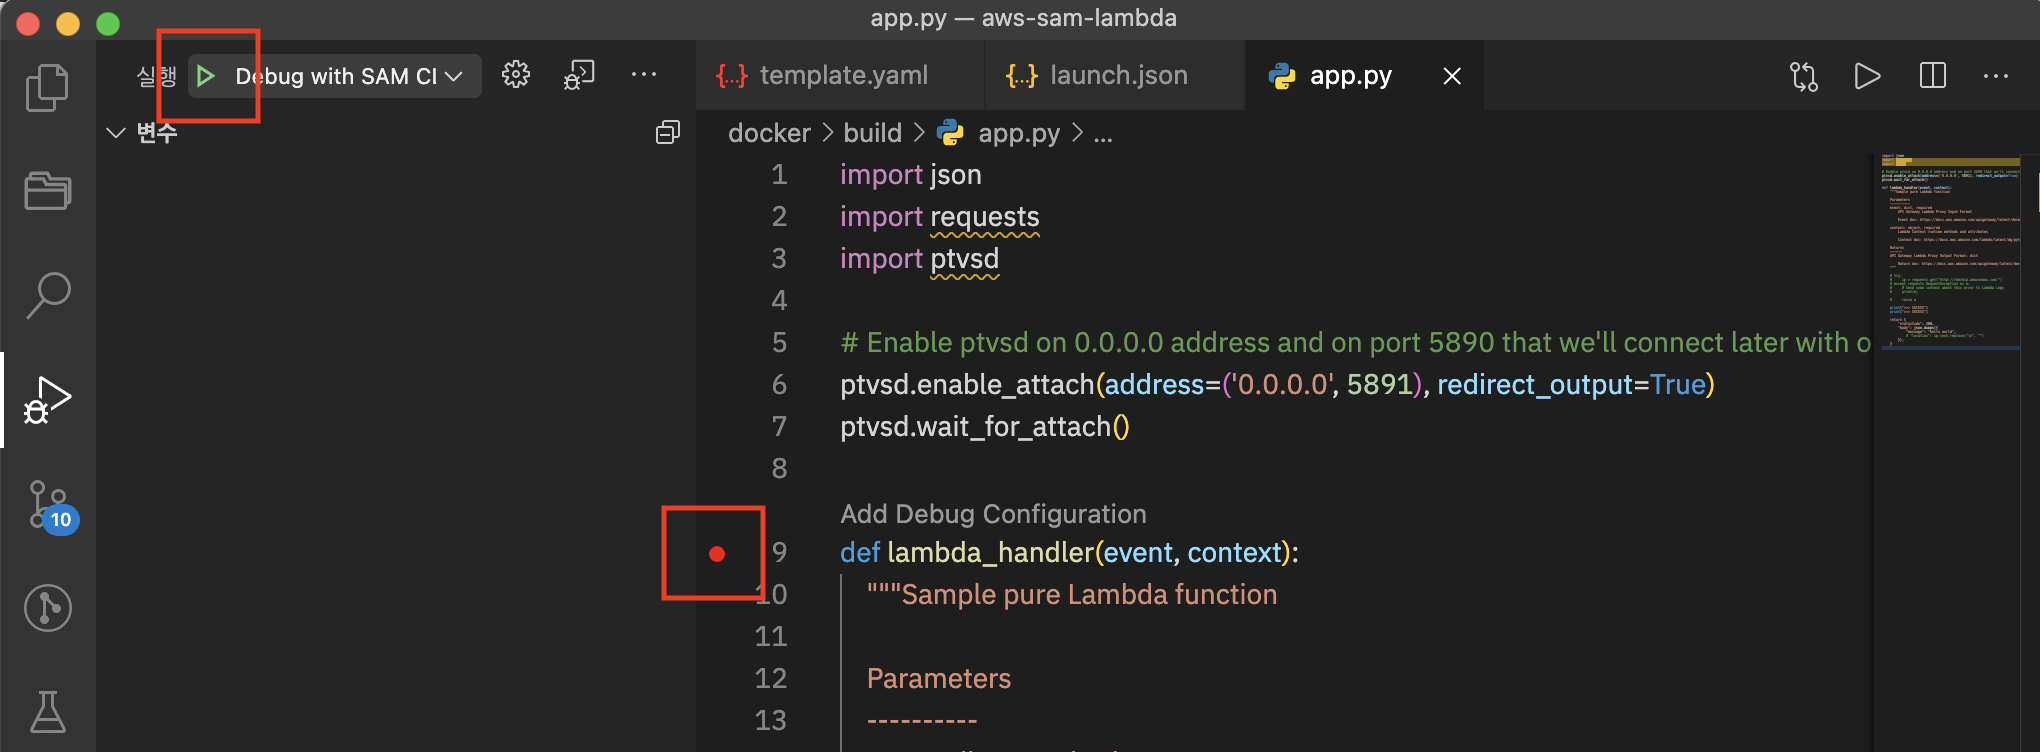 app.py — aws-sam-lambda
실행 Debug with SAM CI
template.yaml
launch.json
app.py
변수
docker > build > app.py > ...
1 import json
2 import requests
3 import ptvsd
4
5 # Enable ptvsd on 0.0.0.0 address and on port 5890 that we'll connect later with o
6 ptvsd.enable_attach(address=('0.0.0.0', 5891), redirect_output=True)
7 ptvsd.wait_for_attach()
8
Add Debug Configuration
9 def lambda_handler(event, context):
10 """Sample pure Lambda function
11
12 Parameters
13 ----------
10